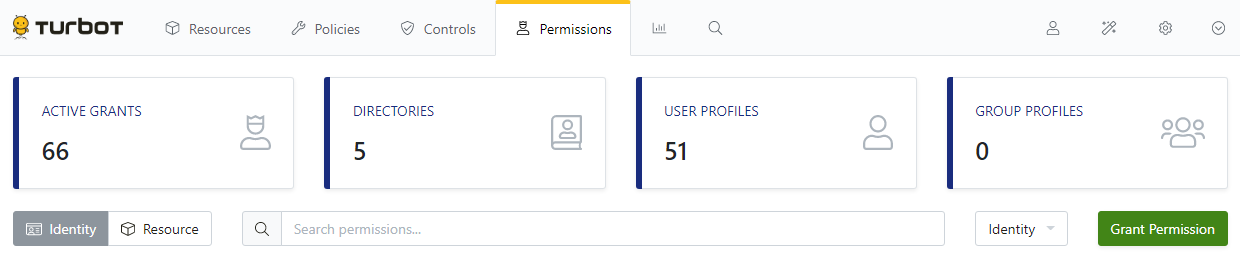 TURBOT Resources Policies Controls Permissions
ACTIVE GRANTS
66
DIRECTORIES
5
USER PROFILES
51
GROUP PROFILES
0
Identity Resource Search permissions... Identity Grant Permission